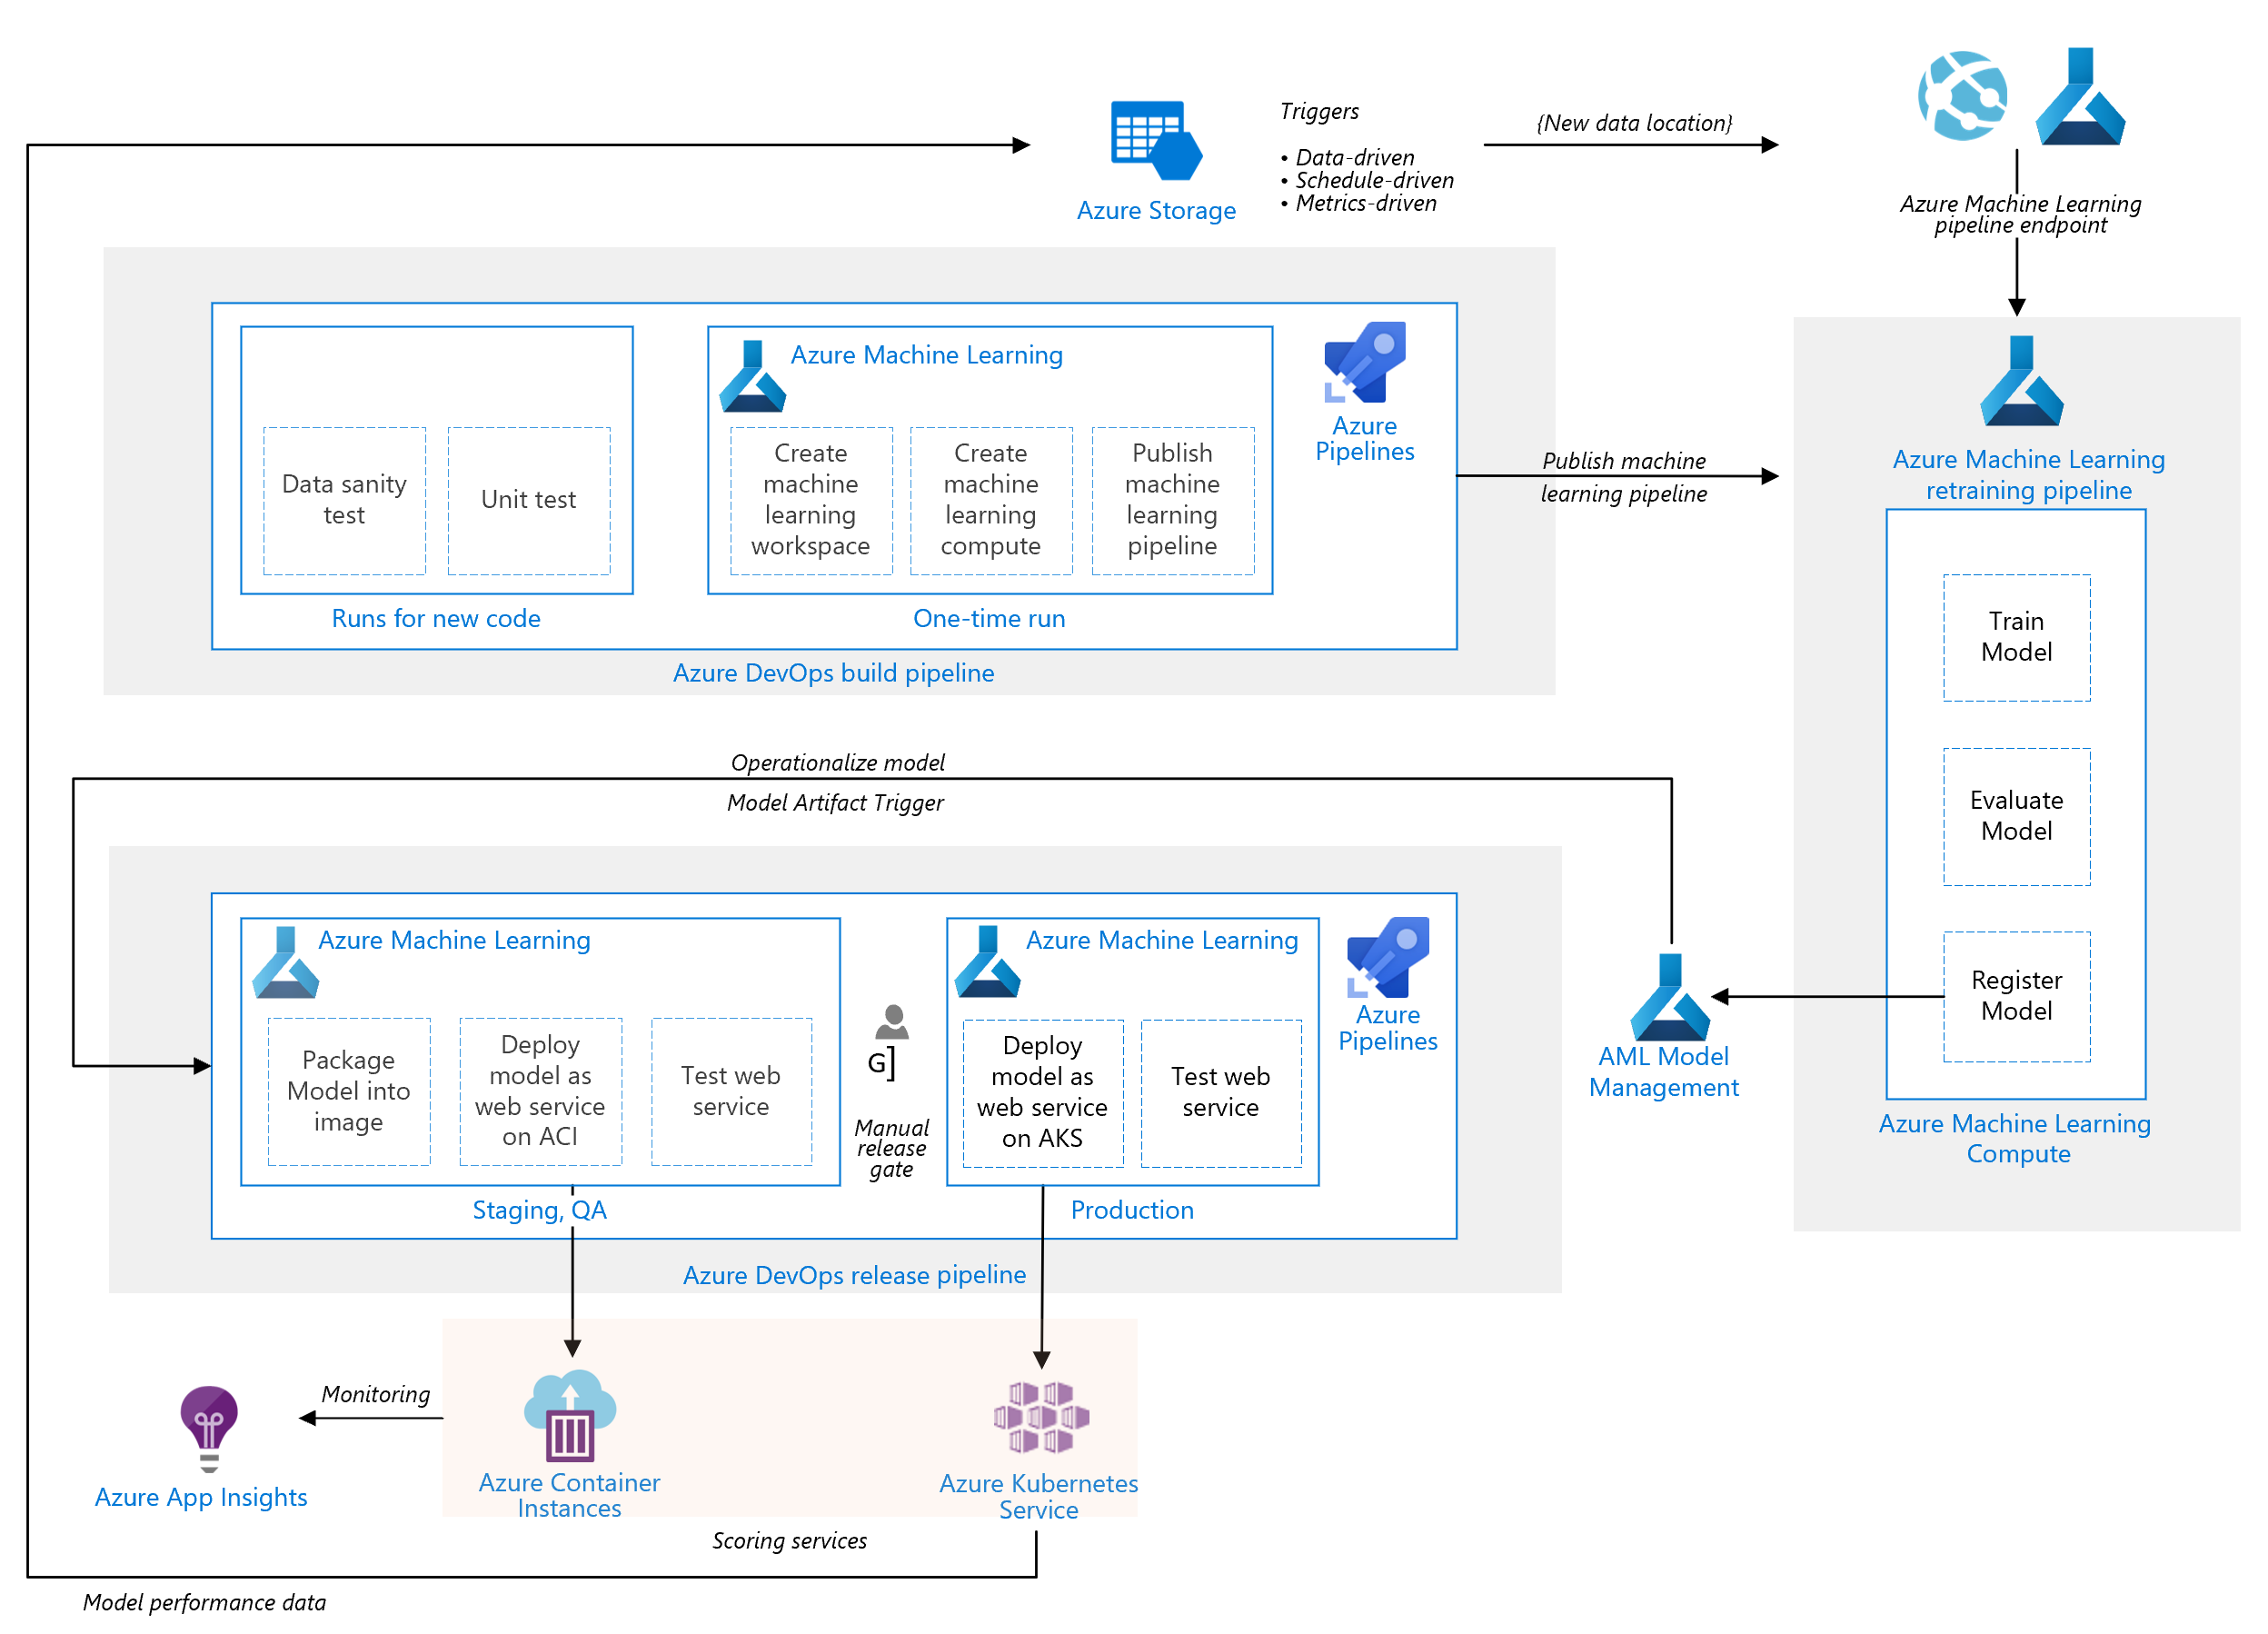 Triggers
• Data-driven
• Schedule-driven
• Metrics-driven
{New data location}
Azure Storage
Azure Machine Learning
pipeline endpoint
Azure Machine Learning
Azure
Pipelines
Data sanity
test
Unit test
Create
machine
learning
workspace
Create
machine
learning
compute
Publish
machine
learning
pipeline
Runs for new code
One-time run
Azure DevOps build pipeline
Publish machine
learning pipeline
Azure Machine Learning
retraining pipeline
Train
Model
Evaluate
Model
Register
Model
Azure Machine Learning
Compute
AML Model
Management
Operationalize model
Model Artifact Trigger
Azure Machine Learning
Package
Model into
image
Deploy
model as
web service
on ACI
Test web
service
Staging, QA
G]
Manual
release
gate
Azure Machine Learning
Deploy
model as
web service
on AKS
Test web
service
Production
Azure
Pipelines
Azure DevOps release pipeline
Monitoring
Azure App Insights
Azure Container
Instances
Azure Kubernetes
Service
Scoring services
Model performance data